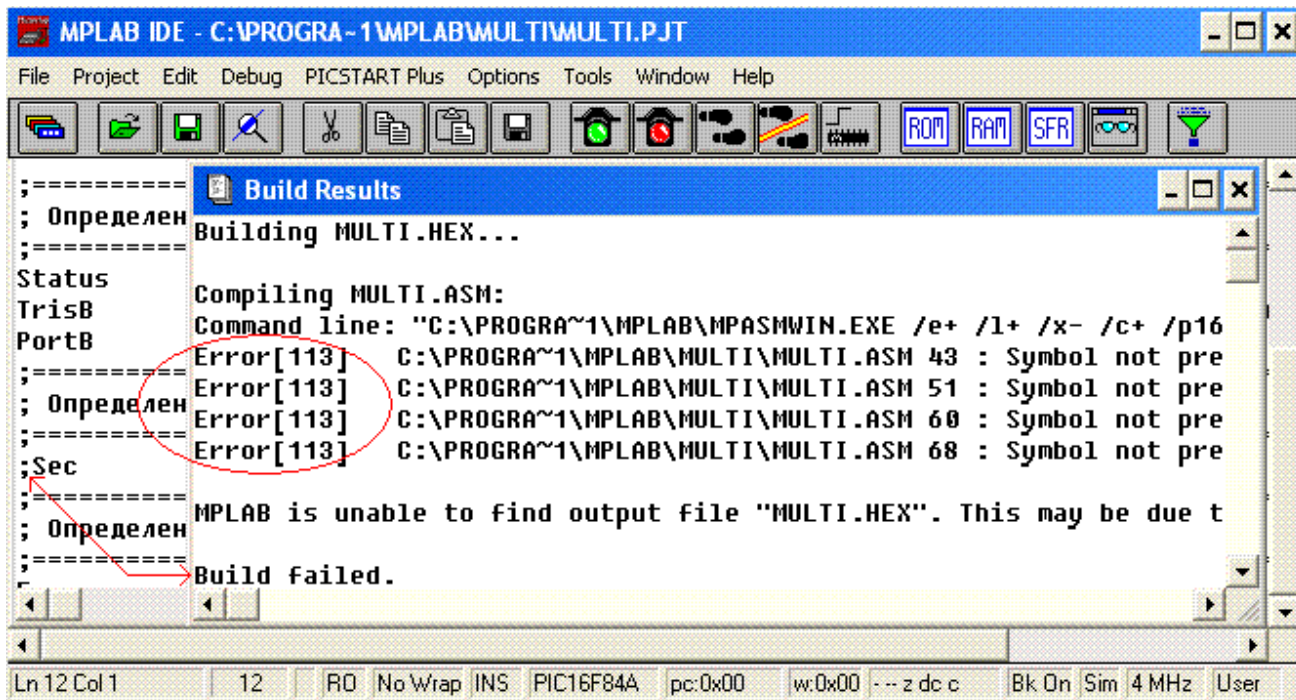 MPLAB IDE - C:\PROGRA~1\MPLAB\MULTI\MULTI.PJT
File Project Edit Debug PICSTART Plus Options Tools Window Help
ROM RAM SFR
;==========
; Определен
;==========
Status
TrisB
PortB
;==========
; Определен
;==========
;Sec
;==========
; Определен
;==========
Build Results
Building MULTI.HEX...
Compiling MULTI.ASM:
Command line: "C:\PROGRA~1\MPLAB\MPASMWIN.EXE /e+ /l+ /x- /c+ /p16
Error[113] C:\PROGRA~1\MPLAB\MULTI\MULTI.ASM 43 : Symbol not pre
Error[113] C:\PROGRA~1\MPLAB\MULTI\MULTI.ASM 51 : Symbol not pre
Error[113] C:\PROGRA~1\MPLAB\MULTI\MULTI.ASM 60 : Symbol not pre
Error[113] C:\PROGRA~1\MPLAB\MULTI\MULTI.ASM 68 : Symbol not pre
MPLAB is unable to find output file "MULTI.HEX". This may be due t
Build failed.
Ln 12 Col 1 12 RO No Wrap INS PIC16F84A pc:0x00 w:0x00 - -- z dc c Bk On Sim 4 MHz User